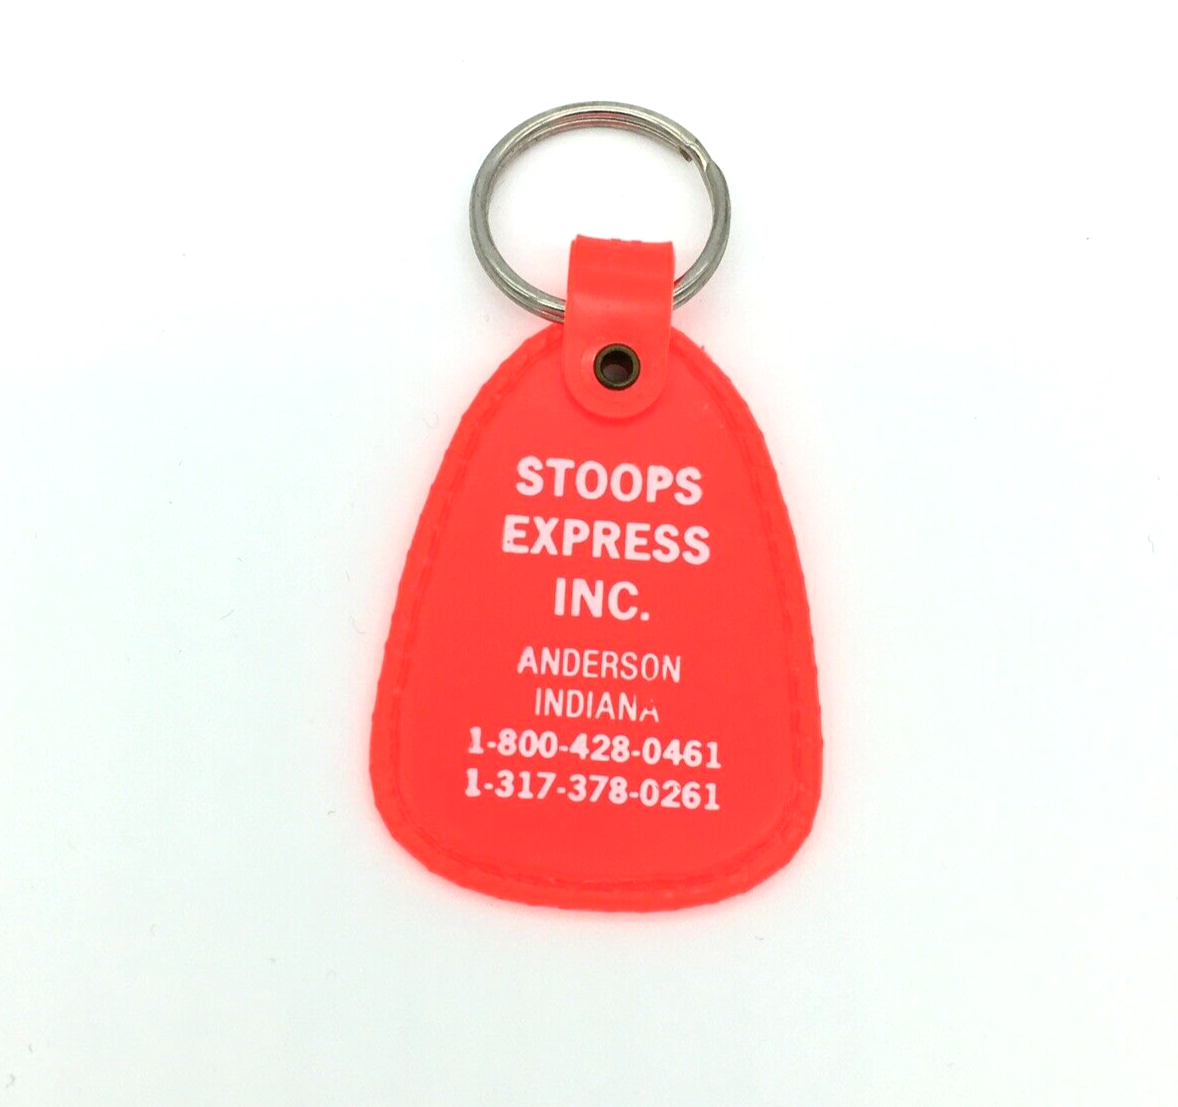 STOOPS
EXPRESS
INC.
ANDERSON
INDIANA
1-800-428-0461
1-317-378-0261